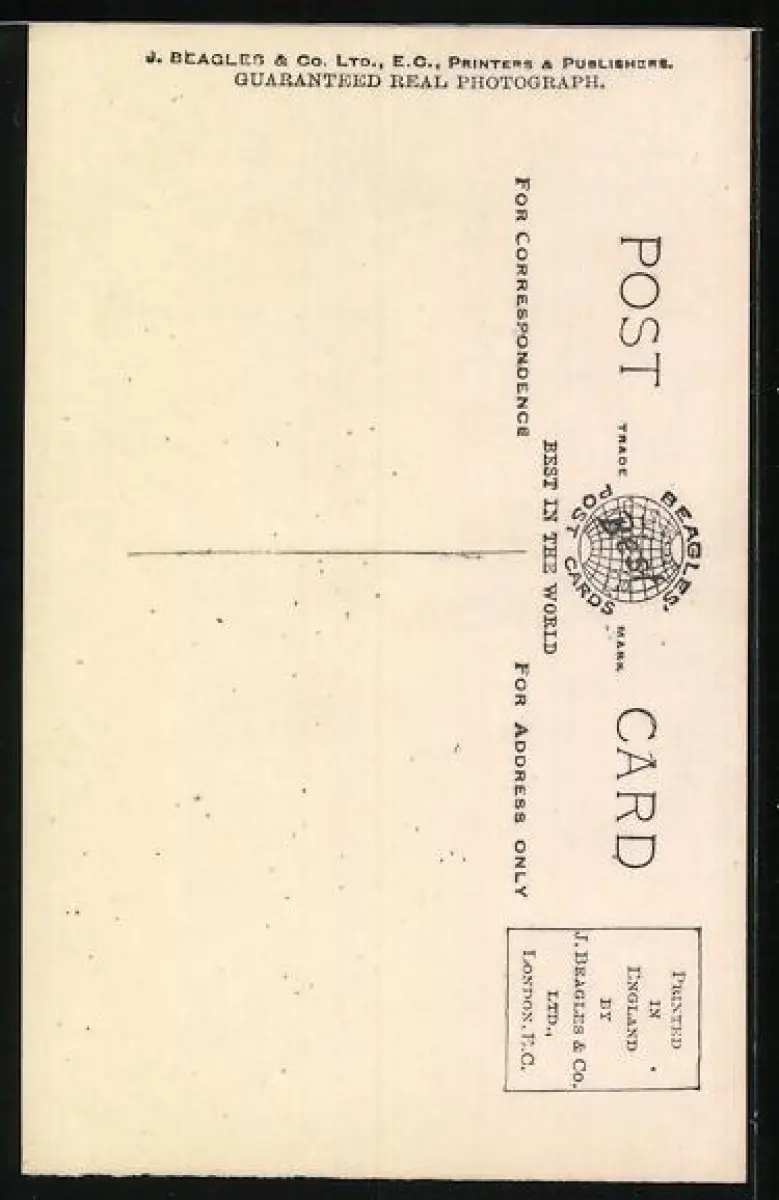 J. BEAGLES & Co. LTD., E.C., PRINTERS & PUBLISHERS.
GUARANTEED REAL PHOTOGRAPH.
POST CARD
TRADE MARK
BEAGLES'
Best
POST CARDS
BEST IN THE WORLD
FOR CORRESPONDENCE
FOR ADDRESS ONLY
PRINTED
IN
ENGLAND
BY
J. BEAGLES & Co.
LTD.,
LONDON. E.C.